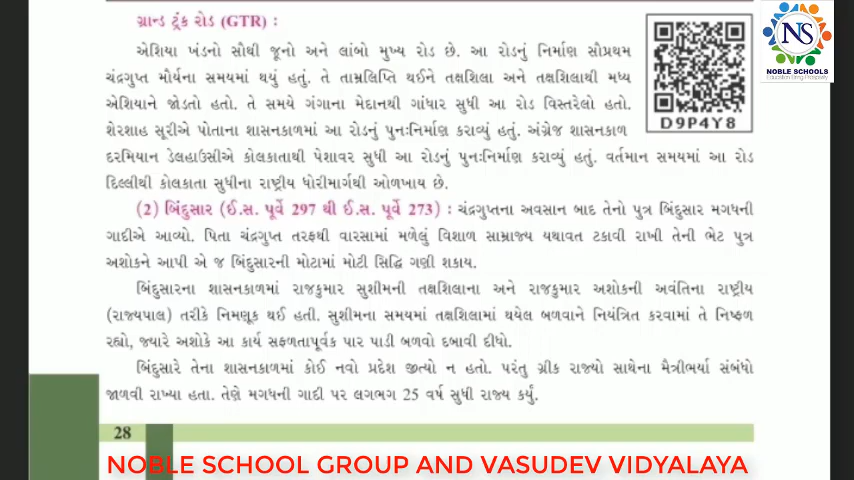 ગ્રાન્ડ ટ્રંક રોડ (GTR) :
એશિયા ખંડનો સૌથી જૂનો અને લાંબો મુખ્ય રોડ છે. આ રોડનું નિર્માણ સૌપ્રથમ
ચંદ્રગુપ્ત મૌર્યના સમયમાં થયું હતું. તે તામ્રલિપ્તિ થઈને તક્ષશિલા અને તક્ષશિલાથી મધ્ય
એશિયાને જોડતો હતો. તે સમયે ગંગાના મેદાનથી ગાંધાર સુધી આ રોડ વિસ્તરેલો હતો.
શેરશાહ સૂરીએ પોતાના શાસનકાળમાં આ રોડનું પુનઃનિર્માણ કરાવ્યું હતું. અંગ્રેજ શાસનકાળ
દરમિયાન ડેલહાઉસીએ કોલકાતાથી પેશાવર સુધી આ રોડનું પુનઃનિર્માણ કરાવ્યું હતું. વર્તમાન સમયમાં આ રોડ
દિલ્લીથી કોલકાતા સુધીના રાષ્ટ્રીય ધોરીમાર્ગથી ઓળખાય છે.
D9P4Y8
NS
NOBLE SCHOOLS
(2) બિંદુસાર (ઈ.સ. પૂર્વે 297 થી ઈ.સ. પૂર્વે 273) : ચંદ્રગુપ્તના અવસાન બાદ તેનો પુત્ર બિંદુસાર મગધની
ગાદીએ આવ્યો. પિતા ચંદ્રગુપ્ત તરફથી વારસામાં મળેલું વિશાળ સામ્રાજ્ય યથાવત ટકાવી રાખી તેની ભેટ પુત્ર
અશોકને આપી એ જ બિંદુસારની મોટામાં મોટી સિદ્ધિ ગણી શકાય.
બિંદુસારના શાસનકાળમાં રાજકુમાર સુશીમની તક્ષશિલાના અને રાજકુમાર અશોકની અવંતિના રાષ્ટ્રીય
(રાજ્યપાલ) તરીકે નિમણૂક થઈ હતી. સુશીમના સમયમાં તક્ષશિલામાં થયેલ બળવાને નિયંત્રિત કરવામાં તે નિષ્ફળ
રહ્યો, જ્યારે અશોકે આ કાર્ય સફળતાપૂર્વક પાર પાડી બળવો દબાવી દીધો.
બિંદુસારે તેના શાસનકાળમાં કોઈ નવો પ્રદેશ જીત્યો ન હતો. પરંતુ ગ્રીક રાજ્યો સાથેના મૈત્રીભર્યા સંબંધો
જાળવી રાખ્યા હતા. તેણે મગધની ગાદી પર લગભગ 25 વર્ષ સુધી રાજ્ય કર્યું.
28
NOBLE SCHOOL GROUP AND VASUDEV VIDYALAYA